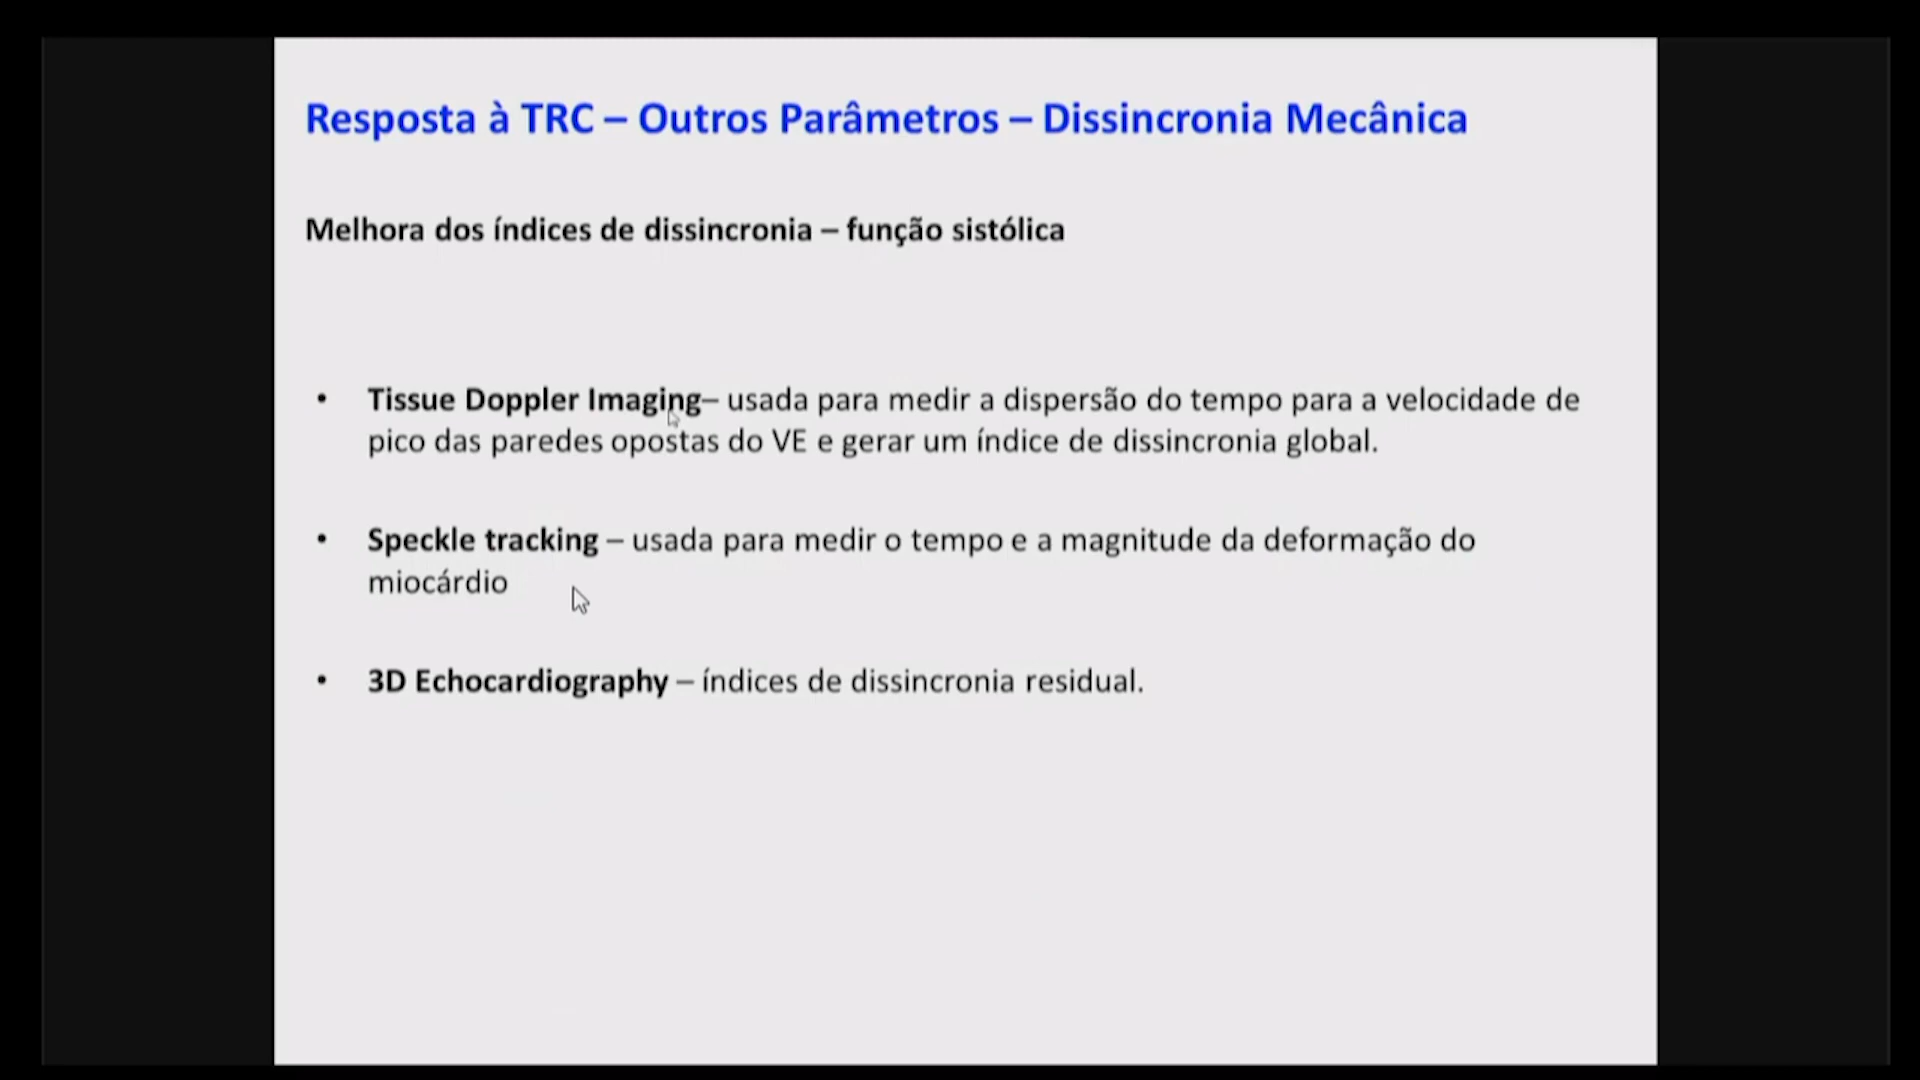 Resposta à TRC – Outros Parâmetros – Dissincronia Mecânica
Melhora dos índices de dissincronia – função sistólica
• Tissue Doppler Imaging– usada para medir a dispersão do tempo para a velocidade de
pico das paredes opostas do VE e gerar um índice de dissincronia global.
• Speckle tracking – usada para medir o tempo e a magnitude da deformação do
miocárdio
• 3D Echocardiography – índices de dissincronia residual.